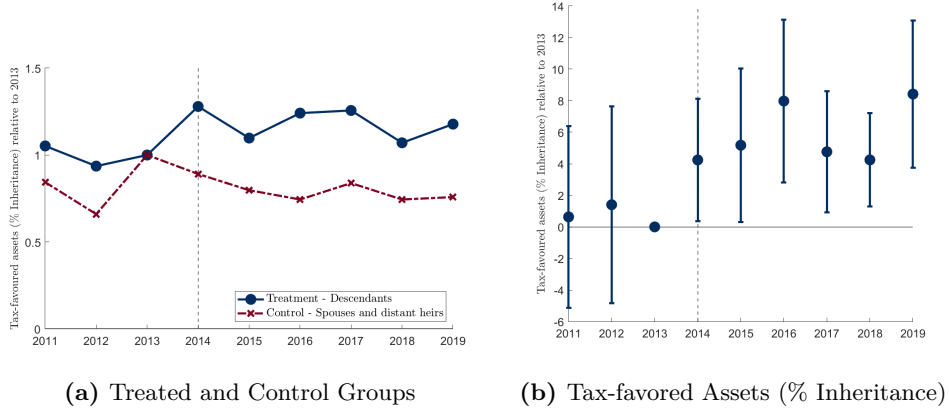 Tax-favoured assets (% Inheritance) relative to 2013
1.5
1
0.5
0
2011 2012 2013 2014 2015 2016 2017 2018 2019
Treatment - Descendants
Control - Spouses and distant heirs
(a) Treated and Control Groups
Tax-favoured assets (% Inheritance) relative to 2013
14
12
10
8
6
4
2
0
-2
-4
-6
2011 2012 2013 2014 2015 2016 2017 2018 2019
(b) Tax-favored Assets (% Inheritance)